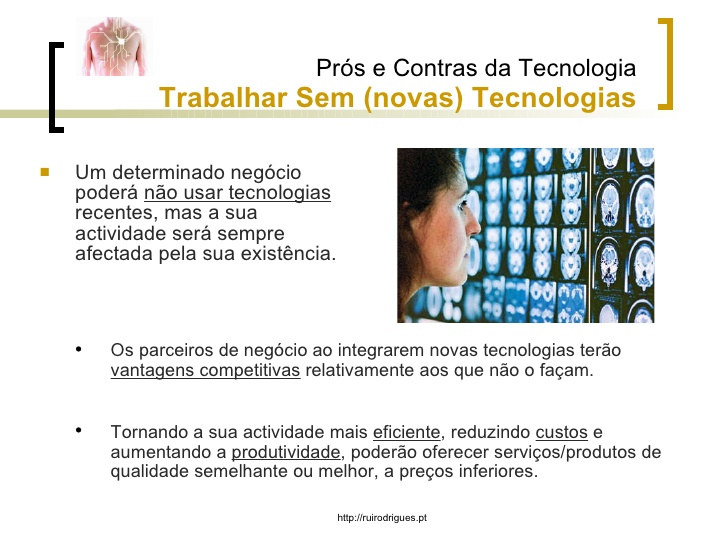 Prós e Contras da Tecnologia
Trabalhar Sem (novas) Tecnologias
Um determinado negócio
poderá não usar tecnologias
recentes, mas a sua
actividade será sempre
afectada pela sua existência.
• Os parceiros de negócio ao integrarem novas tecnologias terão
vantagens competitivas relativamente aos que não o façam.
• Tornando a sua actividade mais eficiente, reduzindo custos e
aumentando a produtividade, poderão oferecer serviços/produtos de
qualidade semelhante ou melhor, a preços inferiores.
http://ruirodrigues.pt